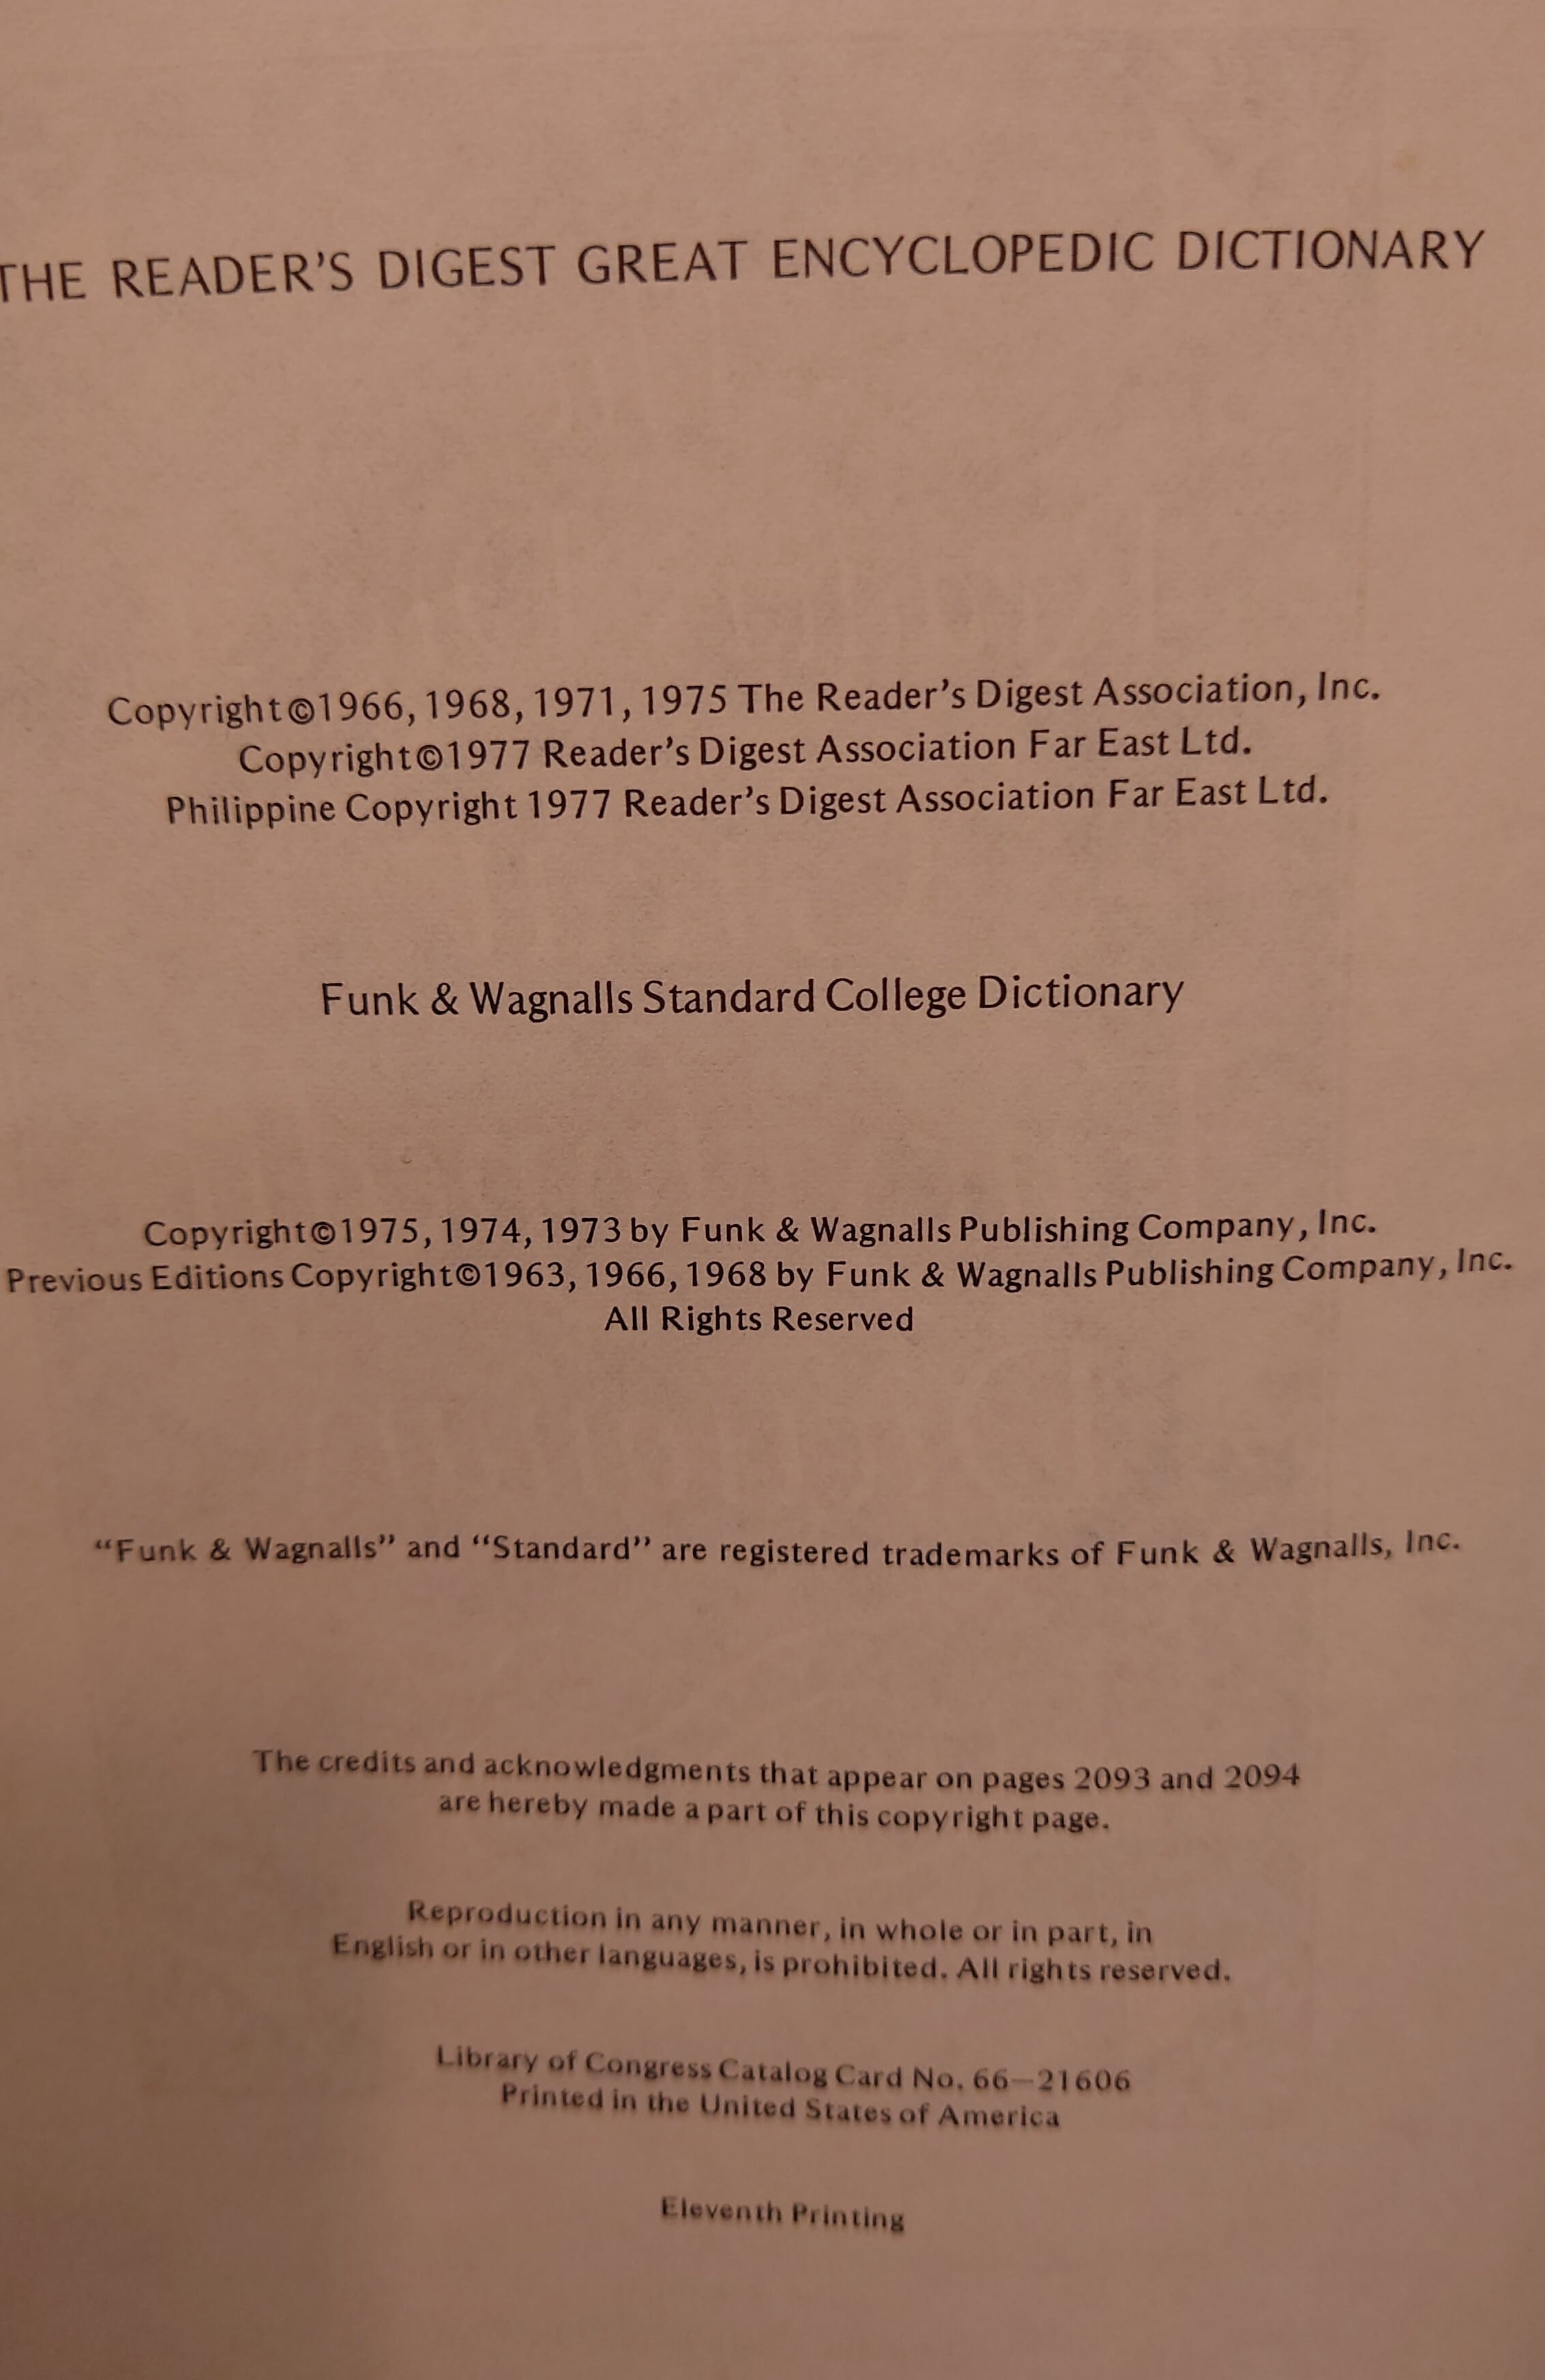 THE READER'S DIGEST GREAT ENCYCLOPEDIC DICTIONARY
Copyright©1966, 1968, 1971, 1975 The Reader's Digest Association, Inc.
Copyright©1977 Reader's Digest Association Far East Ltd.
Philippine Copyright 1977 Reader's Digest Association Far East Ltd.
Funk & Wagnalls Standard College Dictionary
Copyright©1975, 1974, 1973 by Funk & Wagnalls Publishing Company, Inc.
Previous Editions Copyright©1963, 1966, 1968 by Funk & Wagnalls Publishing Company, Inc.
All Rights Reserved
“Funk & Wagnalls” and “Standard” are registered trademarks of Funk & Wagnalls, Inc.
The credits and acknowledgments that appear on pages 2093 and 2094
are hereby made a part of this copyright page.
Reproduction in any manner, in whole or in part, in
English or in other languages, is prohibited. All rights reserved.
Library of Congress Catalog Card No. 66—21606
Printed in the United States of America
Eleventh Printing